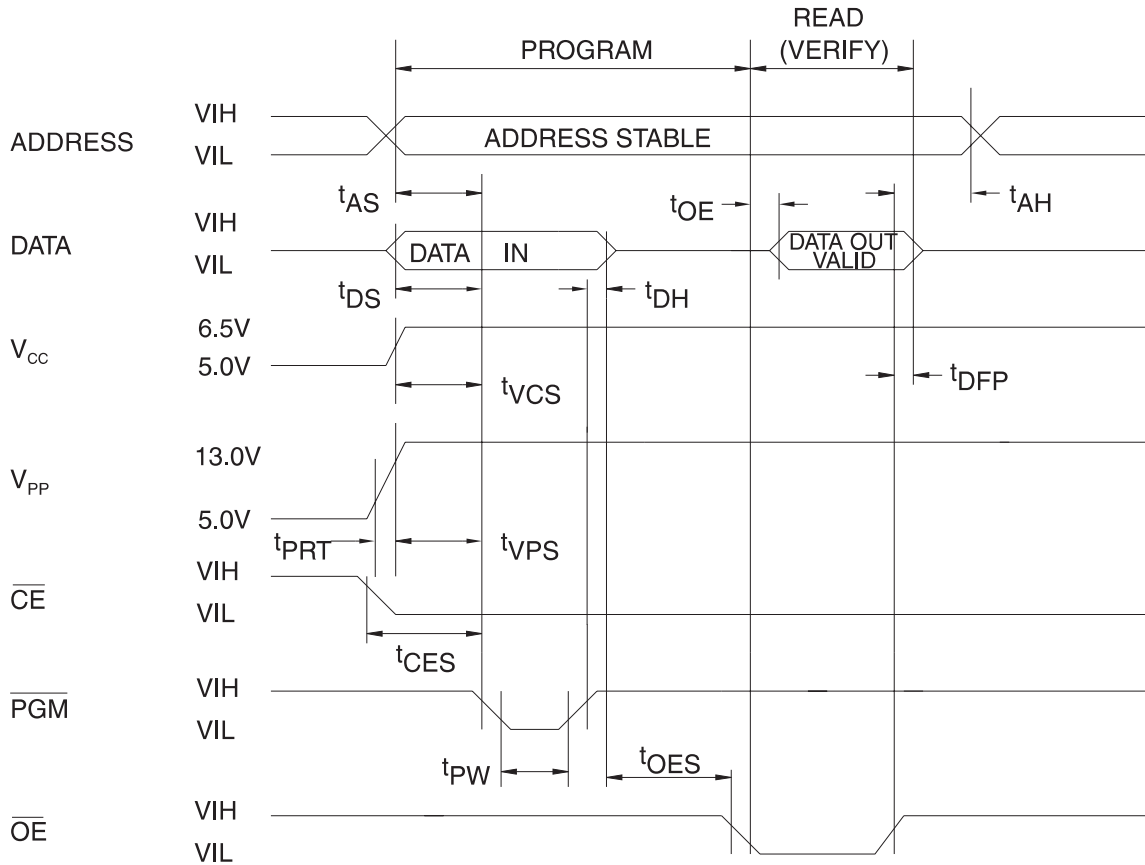 READ
PROGRAM (VERIFY)
ADDRESS VIH VIL ADDRESS STABLE
tAS tOE tAH
DATA VIH VIL DATA IN DATA OUT
VALID
tDS tDH
VCC 6.5V 5.0V
tVCS tDFP
VPP 13.0V 5.0V
tPRT tVPS
CE VIH VIL
tCES
PGM VIH VIL
tPW tOES
OE VIH VIL